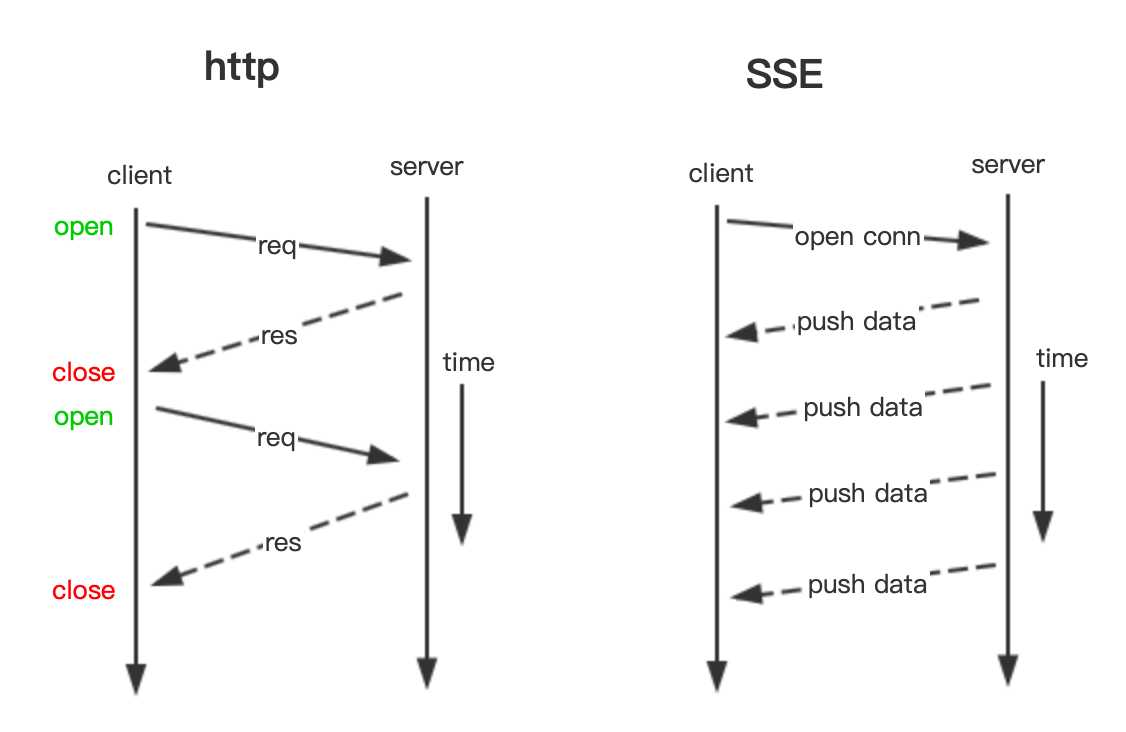 http
client
server
open
req
res
close
time
open
req
res
close
SSE
client
server
open conn
push data
time
push data
push data
push data